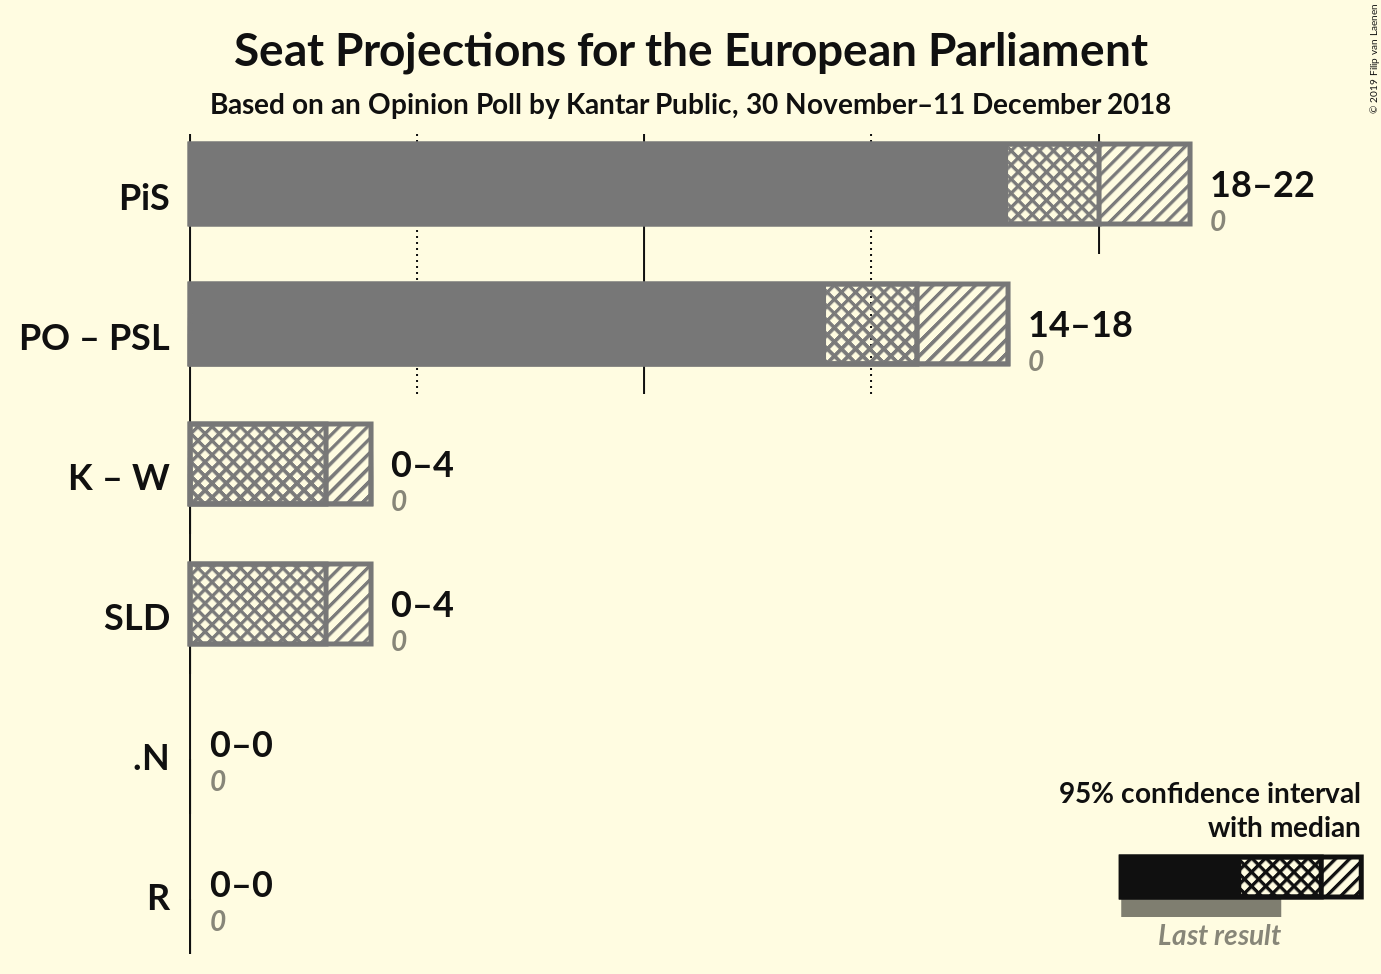 Seat Projections for the European Parliament
Based on an Opinion Poll by Kantar Public, 30 November–11 December 2018
© 2019 Filip van Laenen
PiS
18–22
0
PO – PSL
14–18
0
K – W
0–4
0
SLD
0–4
0
.N
0–0
0
R
0–0
0
95% confidence interval
with median
Last result